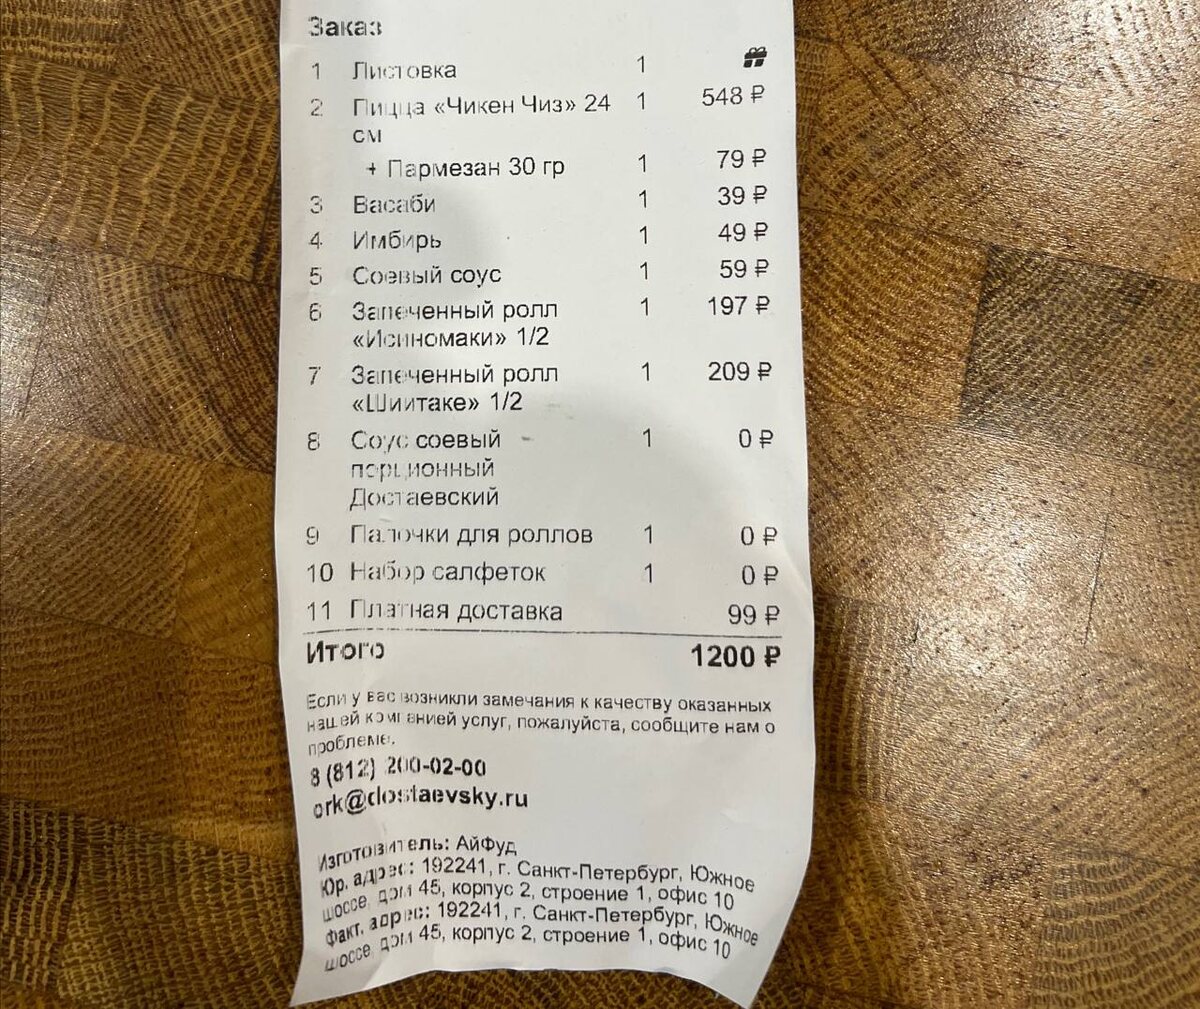 Заказ
1 Листовка 1
2 Пицца «Чикен Чиз» 24 1 548 ₽
см
+ Пармезан 30 гр 1 79 ₽
3 Васаби 1 39 ₽
4 Имбирь 1 49 ₽
5 Соевый соус 1 59 ₽
6 Запеченный ролл 1 197 ₽
«Исиномаки» 1/2
7 Запеченный ролл 1 209 ₽
«Шиитаке» 1/2
8 Соус соевый 1 0 ₽
порционный
Достаевский
9 Палочки для роллов 1 0 ₽
10 Набор салфеток 1 0 ₽
11 Платная доставка 99 ₽
Итого 1200 ₽
Если у вас возникли замечания к качеству оказанных
нашей компанией услуг, пожалуйста, сообщите нам о
проблеме.
8 (812) 200-02-00
ork@dostaevsky.ru
Изготовитель: АйФуд
Юр. адрес: 192241, г. Санкт-Петербург, Южное
шоссе, дом 45, корпус 2, строение 1, офис 10
Факт. адрес: 192241, г. Санкт-Петербург, Южное
шоссе, дом 45, корпус 2, строение 1, офис 10